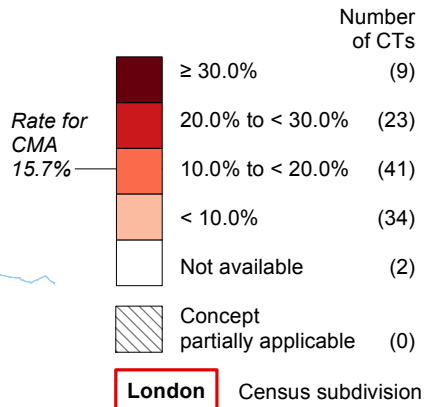 Number
of CTs
≥ 30.0% (9)
20.0% to < 30.0% (23)
Rate for
CMA
15.7%
10.0% to < 20.0% (41)
< 10.0% (34)
Not available (2)
Concept
partially applicable (0)
London Census subdivision